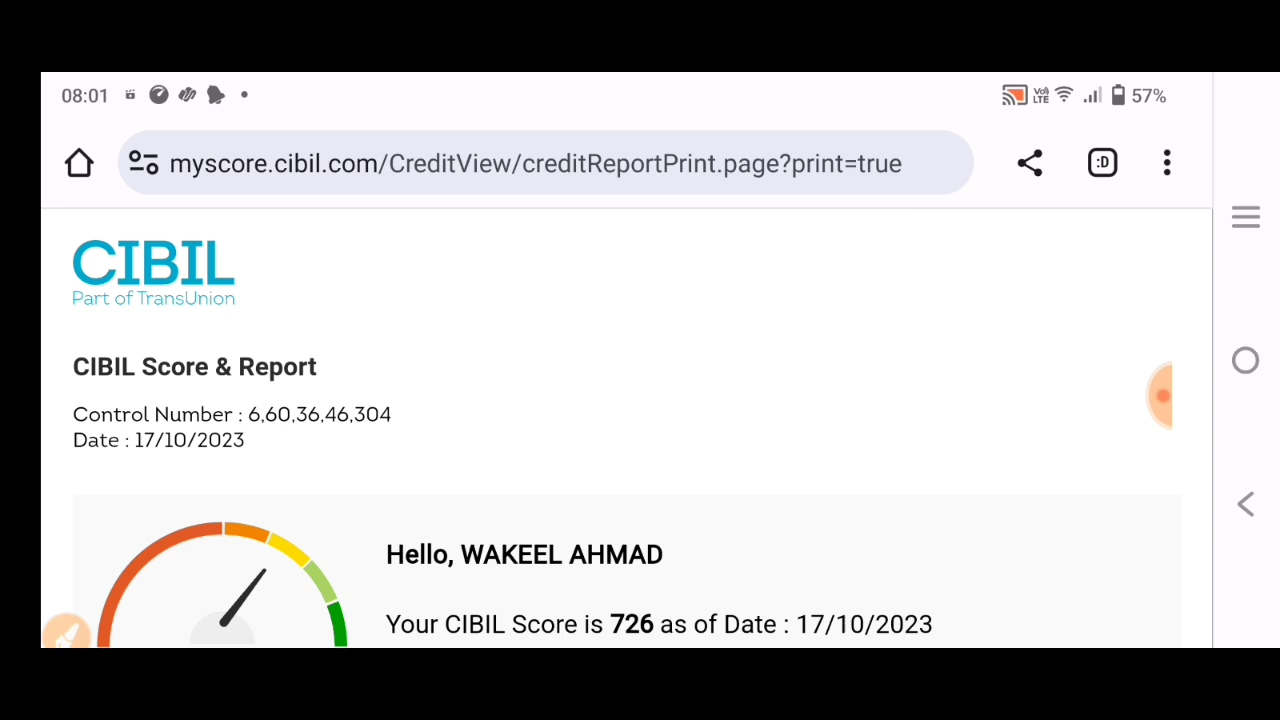 08:01 Vo) LTE 57%
myscore.cibil.com/CreditView/creditReportPrint.page?print=true :D
CIBIL
Part of TransUnion
CIBIL Score & Report
Control Number : 6,60,36,46,304
Date : 17/10/2023
Hello, WAKEEL AHMAD
Your CIBIL Score is 726 as of Date : 17/10/2023